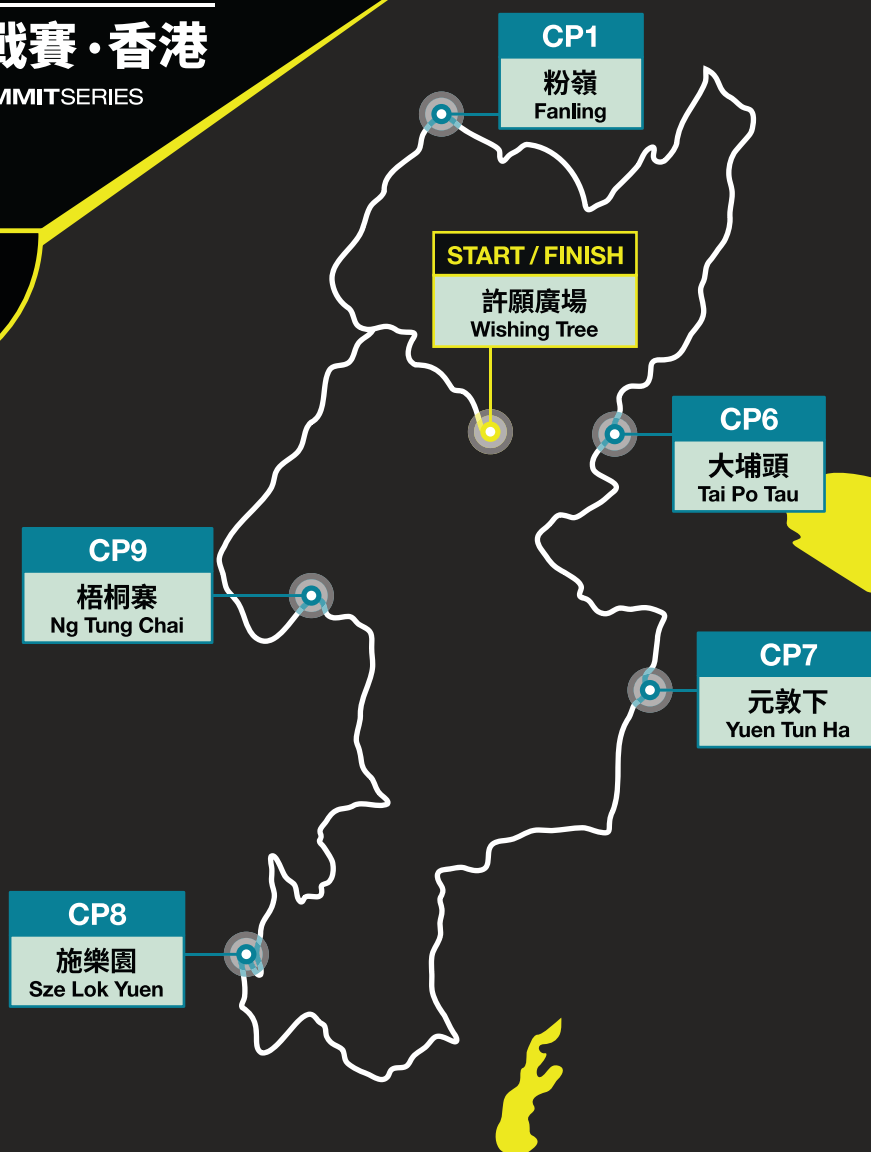 戰賽·香港
MMITSERIES
CP1
粉嶺
Fanling
START / FINISH
許願廣場
Wishing Tree
CP6
大埔頭
Tai Po Tau
CP9
梧桐寨
Ng Tung Chai
CP7
元敦下
Yuen Tun Ha
CP8
施樂園
Sze Lok Yuen